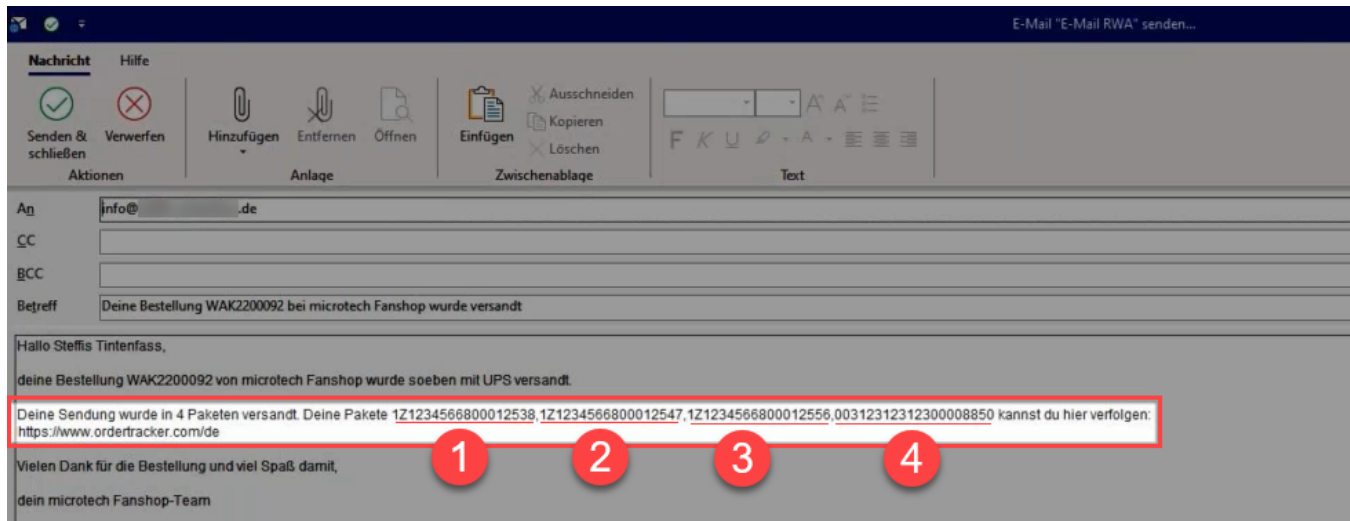 E-Mail "E-Mail RWA" senden...
Nachricht Hilfe
Senden & schließen
Verwerfen
Hinzufügen
Entfernen
Öffnen
Einfügen
Ausschneiden
Kopieren
Löschen
F K U A A A
Aktionen
Anlage
Zwischenablage
Text
An info@ .de
CC
BCC
Betreff Deine Bestellung WAK2200092 bei microtech Fanshop wurde versandt
Hallo Steffis Tintenfass,
deine Bestellung WAK2200092 von microtech Fanshop wurde soeben mit UPS versandt.
Deine Sendung wurde in 4 Paketen versandt. Deine Pakete 1Z1234566800012538,1Z1234566800012547,1Z1234566800012556,00312312312300008850 kannst du hier verfolgen:
https://www.ordertracker.com/de
1 2 3 4
Vielen Dank für die Bestellung und viel Spaß damit,
dein microtech Fanshop-Team